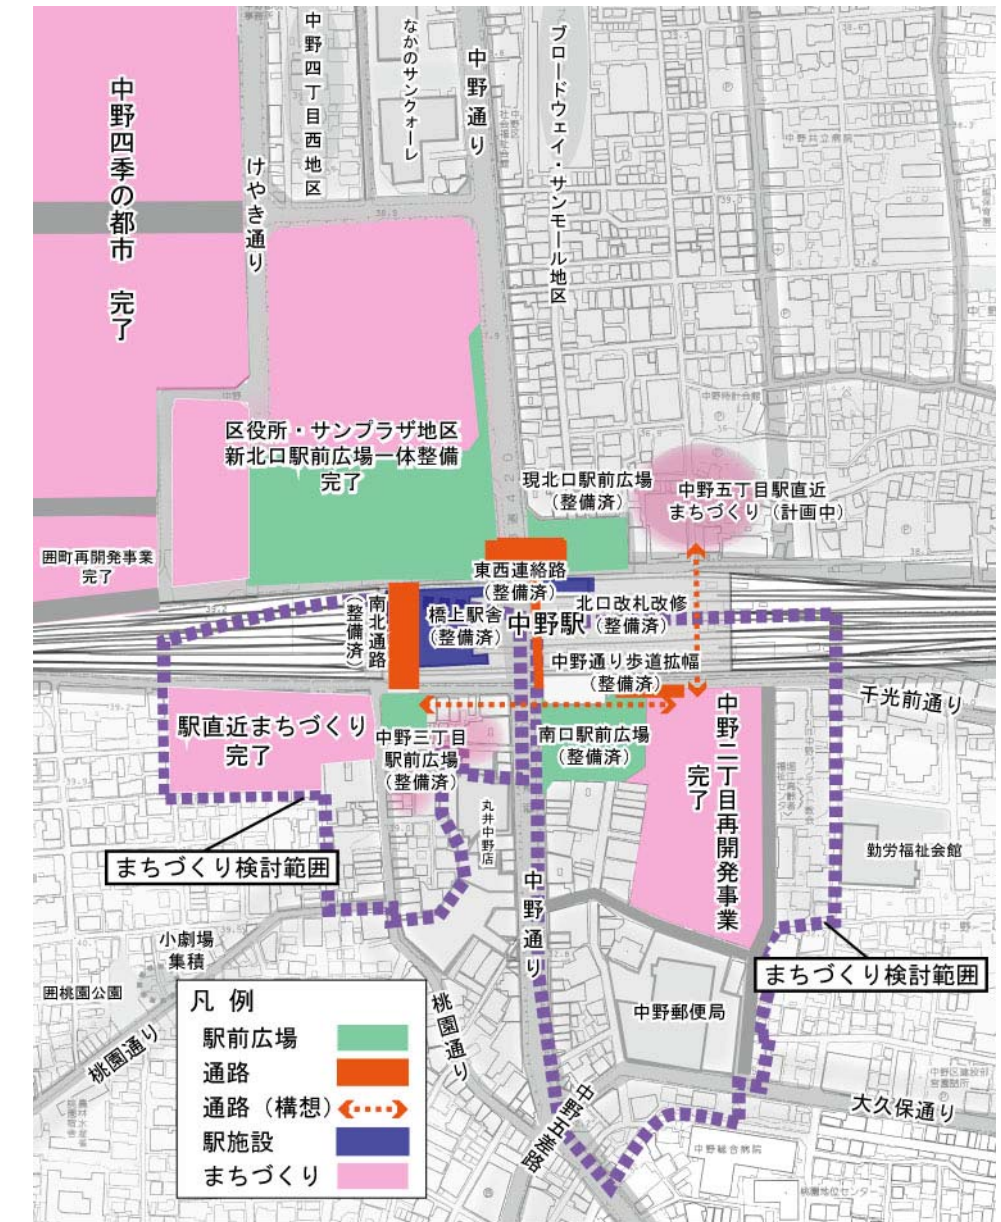 中野四季の都市 完了
けやき通り
中野四丁目西地区
なかのサンクォーレ
中野通り
ブロードウェイ・サンモール地区
中野共立病院
区役所・サンプラザ地区
新北口駅前広場一体整備
完了
現北口駅前広場
(整備済)
中野五丁目駅直近
まちづくり(計画中)
囲町再開発事業
完了
東西連絡路
(整備済)
南北通路
(整備済)
橋上駅舎
(整備済)
中野駅
北口改札改修
(整備済)
中野通り歩道拡幅
(整備済)
千光前通り
駅直近まちづくり
完了
中野三丁目
駅前広場
(整備済)
南口駅前広場
(整備済)
中野二丁目再開発事業
完了
丸井中野店
まちづくり検討範囲
勤労福祉会館
中野通り
小劇場
集積
囲桃園公園
桃園通り
桃園通り
まちづくり検討範囲
中野郵便局
中野五差路
大久保通り
中野総合病院
凡 例
駅前広場
通路
通路(構想)
駅施設
まちづくり